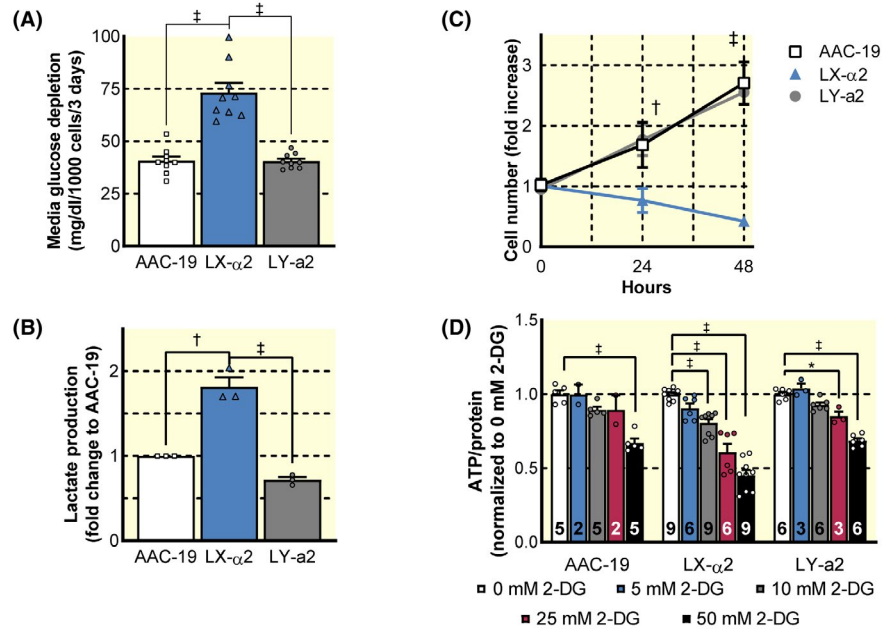 (A)
Media glucose depletion
(mg/dl/1000 cells/3 days)
100
75
50
25
0
‡
‡
AAC-19
LX-α2
LY-a2
(B)
Lactate production
(fold change to AAC-19)
2
1
0
†
‡
AAC-19
LX-α2
LY-a2
(C)
Cell number (fold increase)
3
2
1
0
†
‡
0
24
48
Hours
AAC-19
LX-α2
LY-a2
(D)
ATP/protein
(normalized to 0 mM 2-DG)
1.5
1.0
0.5
0
‡
‡
‡
‡
‡
*
5 2 5 2 5
9 6 9 6 9
6 3 6 3 6
AAC-19
LX-α2
LY-a2
0 mM 2-DG
5 mM 2-DG
10 mM 2-DG
25 mM 2-DG
50 mM 2-DG